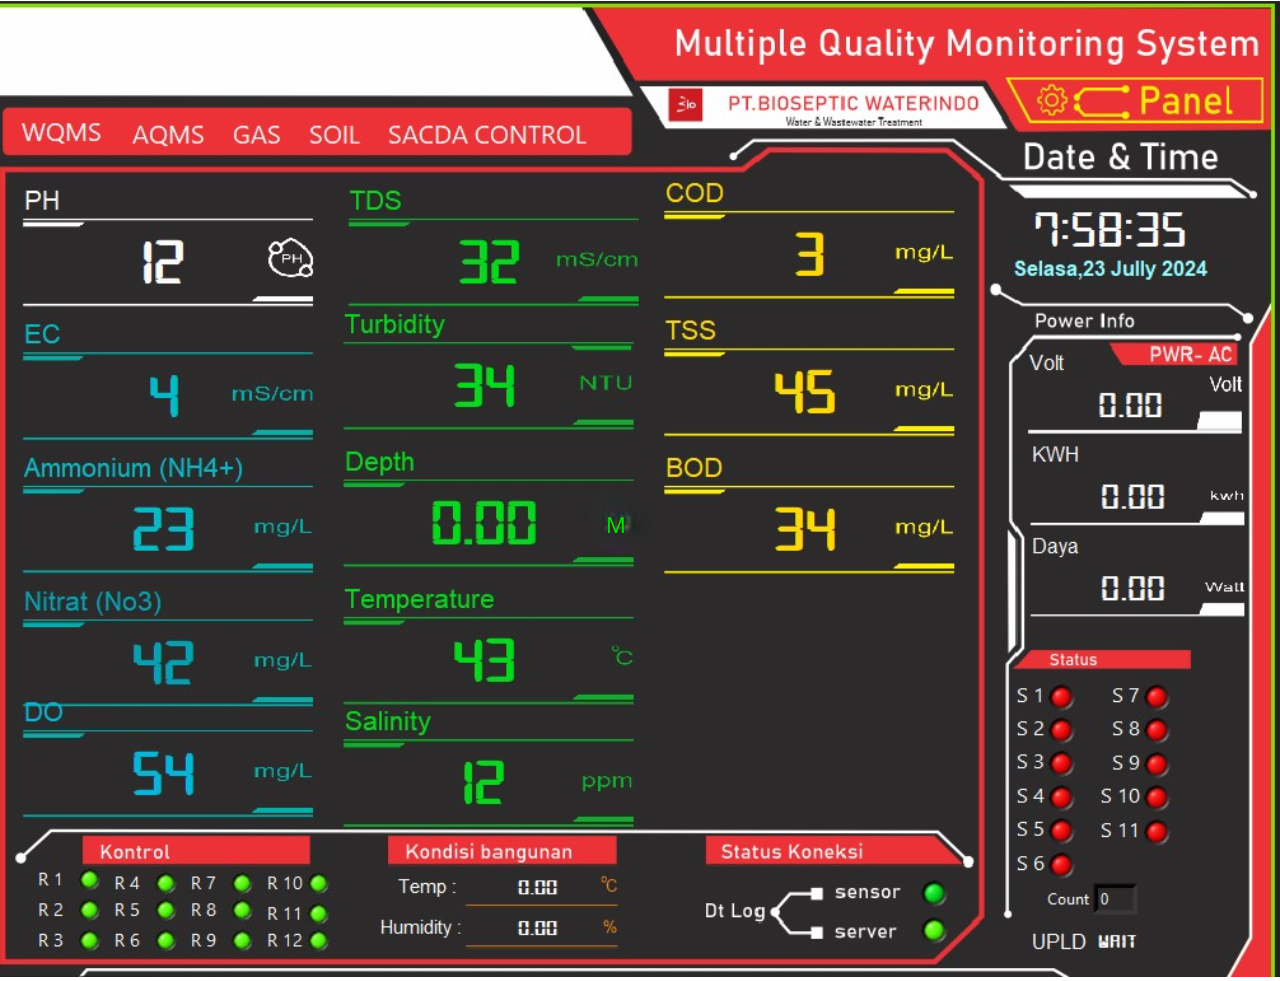 Multiple Quality Monitoring System
Bio
PT.BIOSEPTIC WATERINDO
Water & Wastewater Treatment
Panel
WQMS AQMS GAS SOIL SACDA CONTROL
Date & Time
7:58:35
Selasa,23 Jully 2024
PH
12
PH
EC
4 mS/cm
Ammonium (NH4+)
23 mg/L
Nitrat (No3)
42 mg/L
DO
54 mg/L
TDS
32 mS/cm
Turbidity
34 NTU
Depth
0.00 M
Temperature
43 °C
Salinity
12 ppm
COD
3 mg/L
TSS
45 mg/L
BOD
34 mg/L
Power Info
PWR- AC
Volt
0.00 Volt
KWH
0.00 kwh
Daya
0.00 Watt
Status
S 1 S 7
S 2 S 8
S 3 S 9
S 4 S 10
S 5 S 11
S 6
Count 0
UPLD WAIT
Kontrol
R 1 R 4 R 7 R 10
R 2 R 5 R 8 R 11
R 3 R 6 R 9 R 12
Kondisi bangunan
Temp : 0.00 °C
Humidity : 0.00 %
Status Koneksi
Dt Log
sensor
server